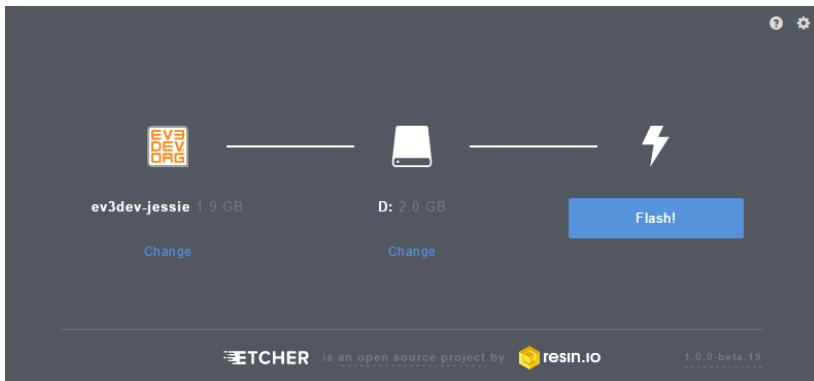 EV3
DEV
ORG
ev3dev-jessie 1.9 GB
D: 2.0 GB
Flash!
Change
Change
ETCHER is an open source project by resin.io
1.0.0-beta.19